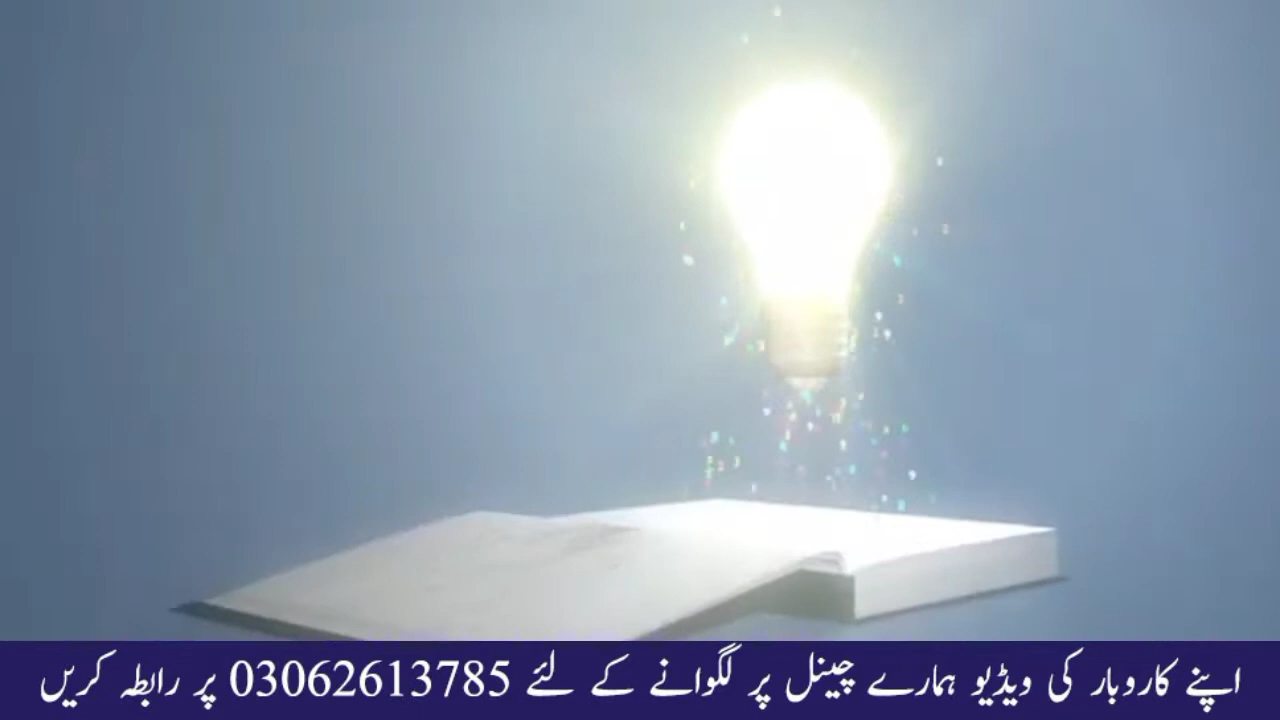 اپنے کاروبار کی ویڈیو ہمارے چینل پر لگوانے کے لئے 03062613785 پر رابطہ کریں